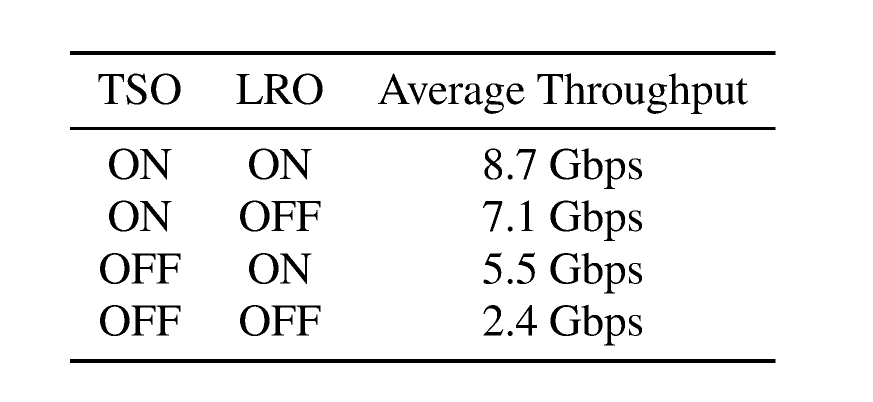 TSO LRO Average Throughput
ON ON 8.7 Gbps
ON OFF 7.1 Gbps
OFF ON 5.5 Gbps
OFF OFF 2.4 Gbps